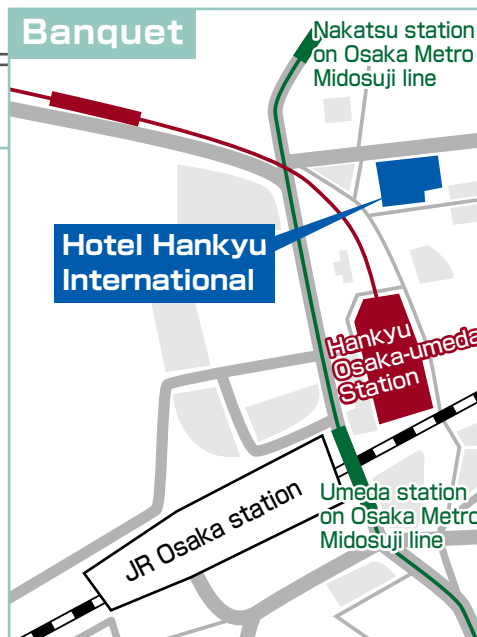 Banquet
Nakatsu station
on Osaka Metro
Midosuji line
Hotel Hankyu
International
Hankyu
Osaka-umeda
Station
JR Osaka station
Umeda station
on Osaka Metro
Midosuji line